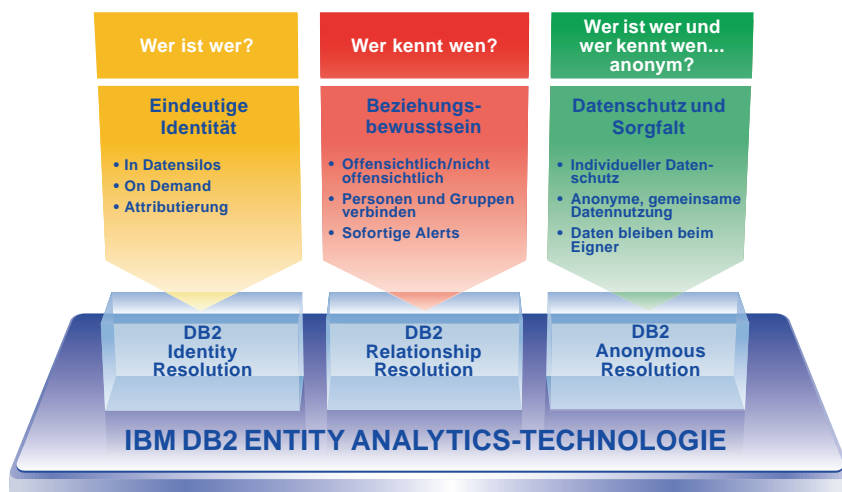 Wer ist wer?
Eindeutige
Identität
• In Datensilos
• On Demand
• Attributierung
DB2
Identity
Resolution
Wer kennt wen?
Beziehungs-
bewusstsein
• Offensichtlich/nicht
offensichtlich
• Personen und Gruppen
verbinden
• Sofortige Alerts
DB2
Relationship
Resolution
Wer ist wer und
wer kennt wen...
anonym?
Datenschutz und
Sorgfalt
• Individueller Daten-
schutz
• Anonyme, gemeinsame
Datennutzung
• Daten bleiben beim
Eigner
DB2
Anonymous
Resolution
IBM DB2 ENTITY ANALYTICS-TECHNOLOGIE